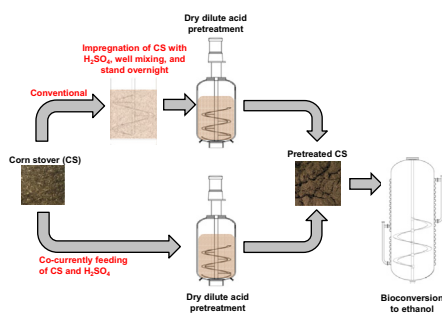 Dry dilute acid
pretreatment
Impregnation of CS with
H₂SO₄, well mixing, and
stand overnight
Conventional
Corn stover (CS)
Pretreated CS
Co-currently feeding
of CS and H₂SO₄
Dry dilute acid
pretreatment
Bioconversion
to ethanol